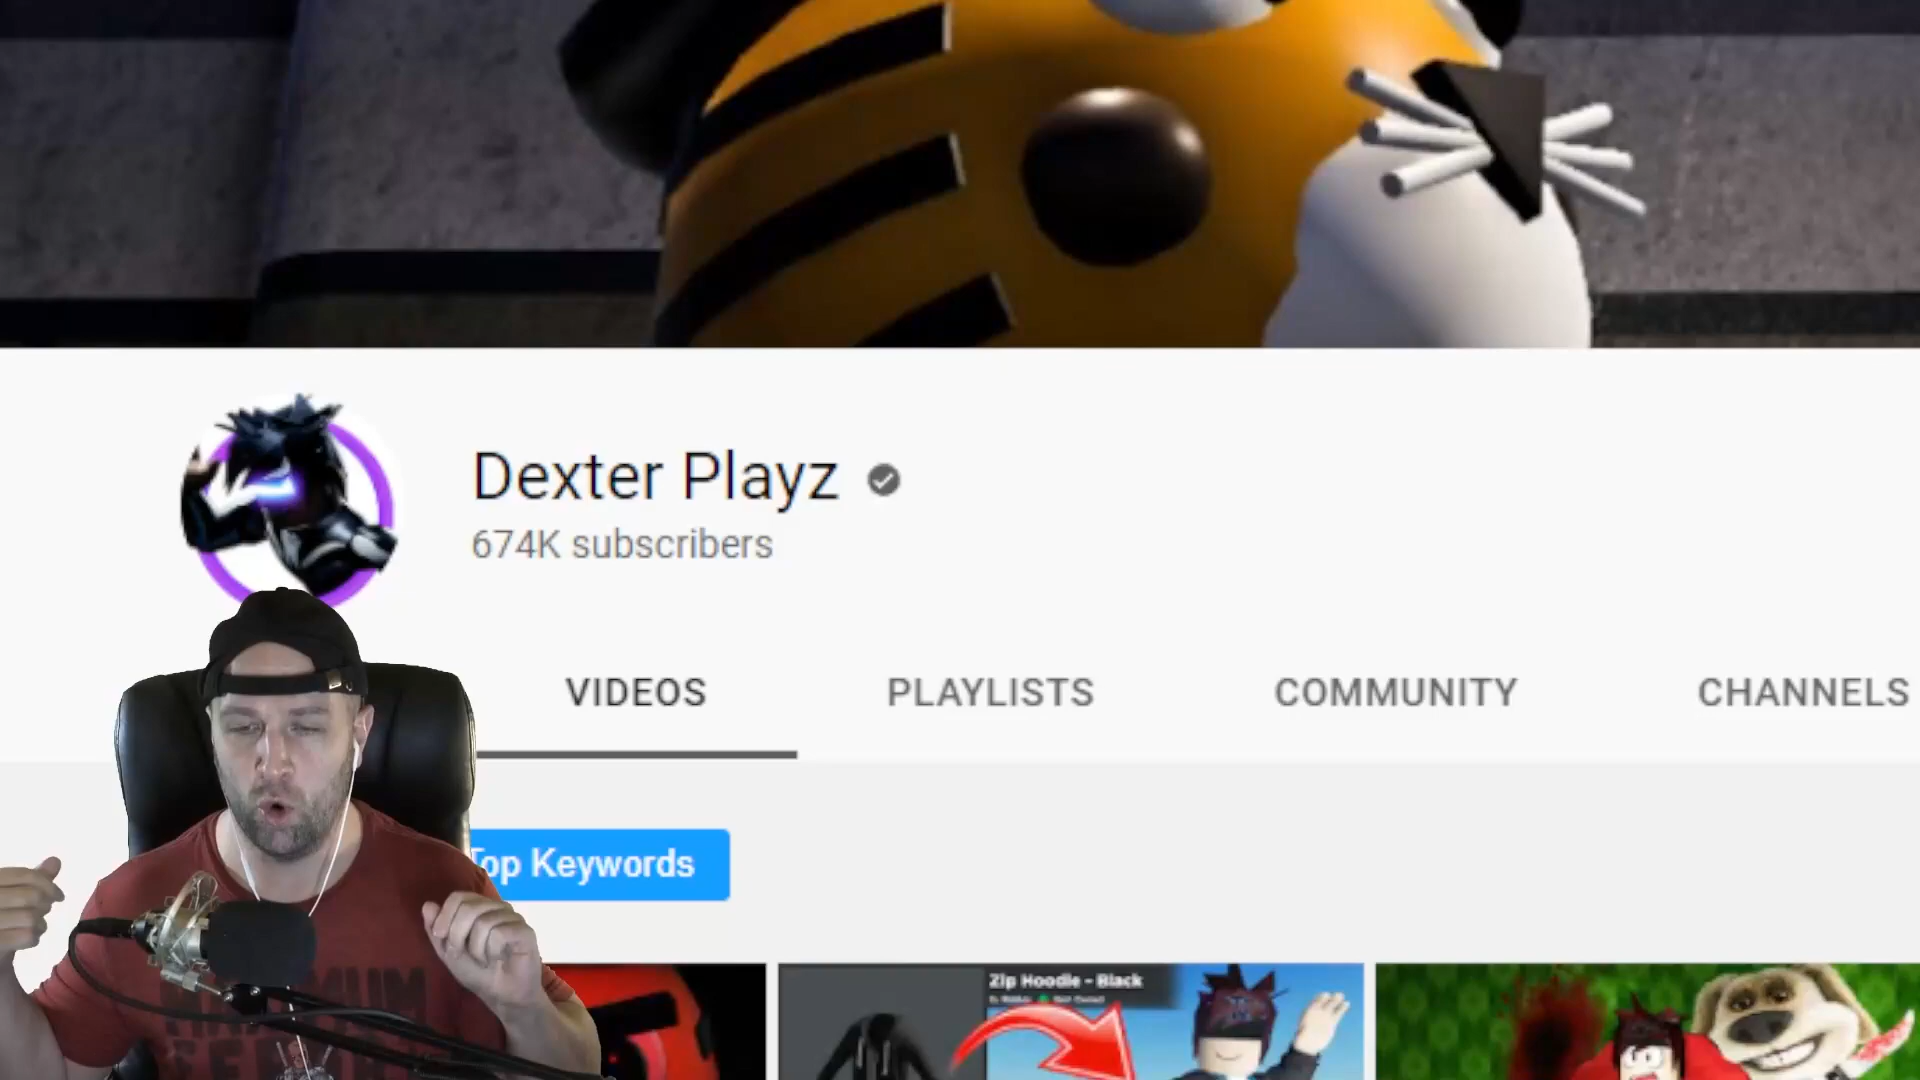 Dexter Playz
674K subscribers
VIDEOS
PLAYLISTS
COMMUNITY
CHANNELS
Top Keywords
Zip Hoodie - Black